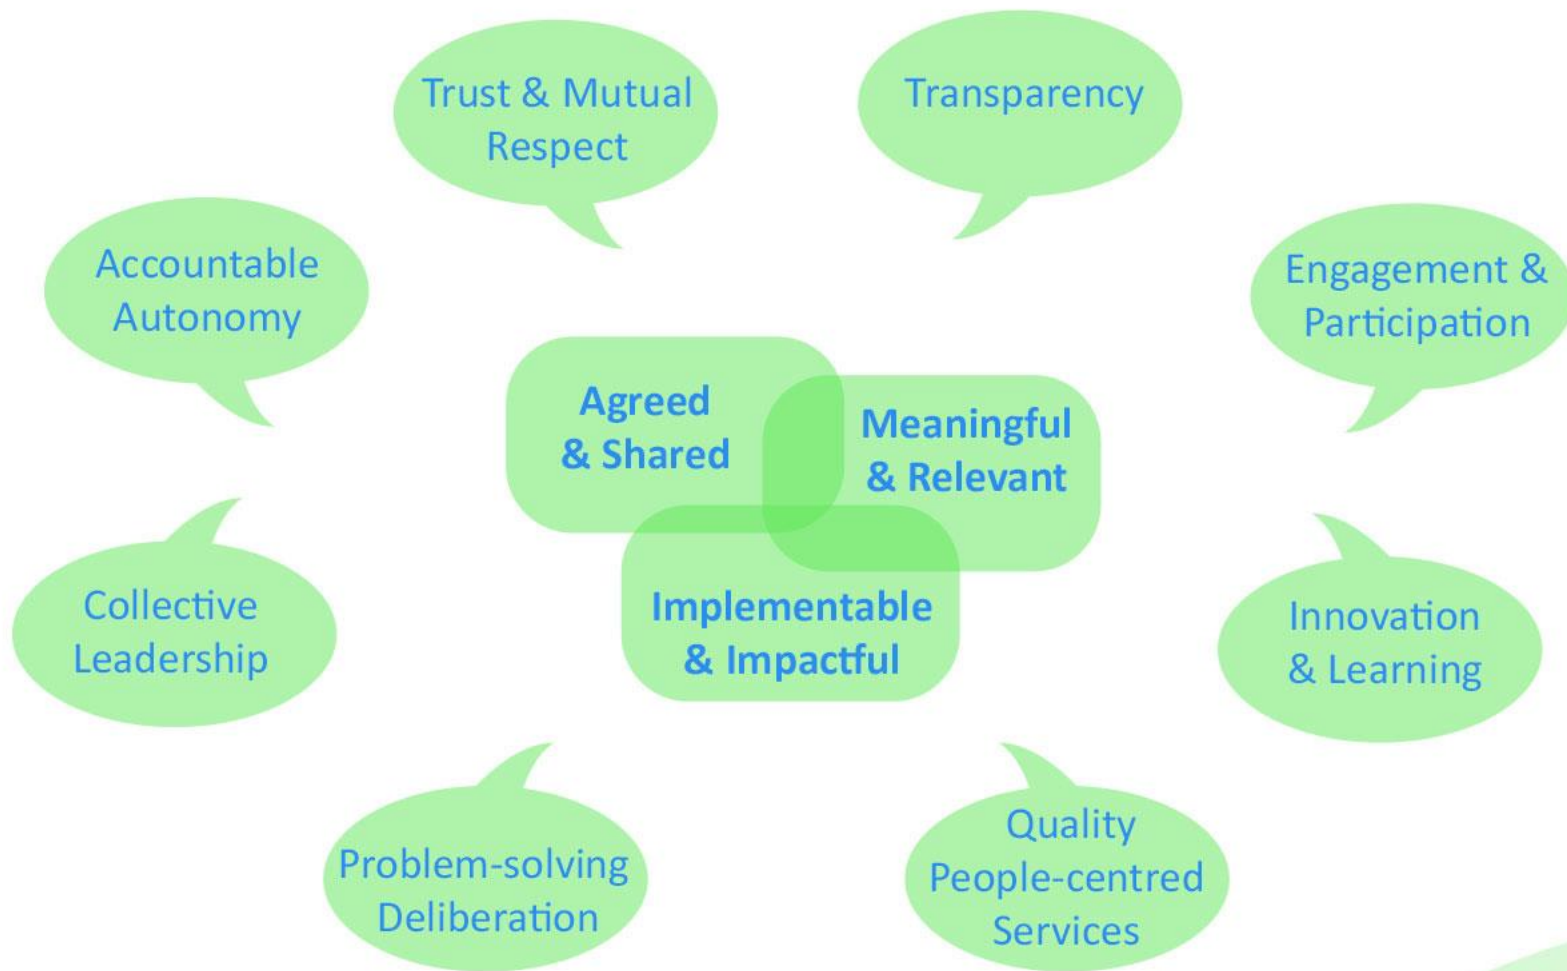 Trust & Mutual
Respect
Transparency
Accountable
Autonomy
Engagement &
Participation
Agreed
& Shared
Meaningful
& Relevant
Collective
Leadership
Implementable
& Impactful
Innovation
& Learning
Problem-solving
Deliberation
Quality
People-centred
Services